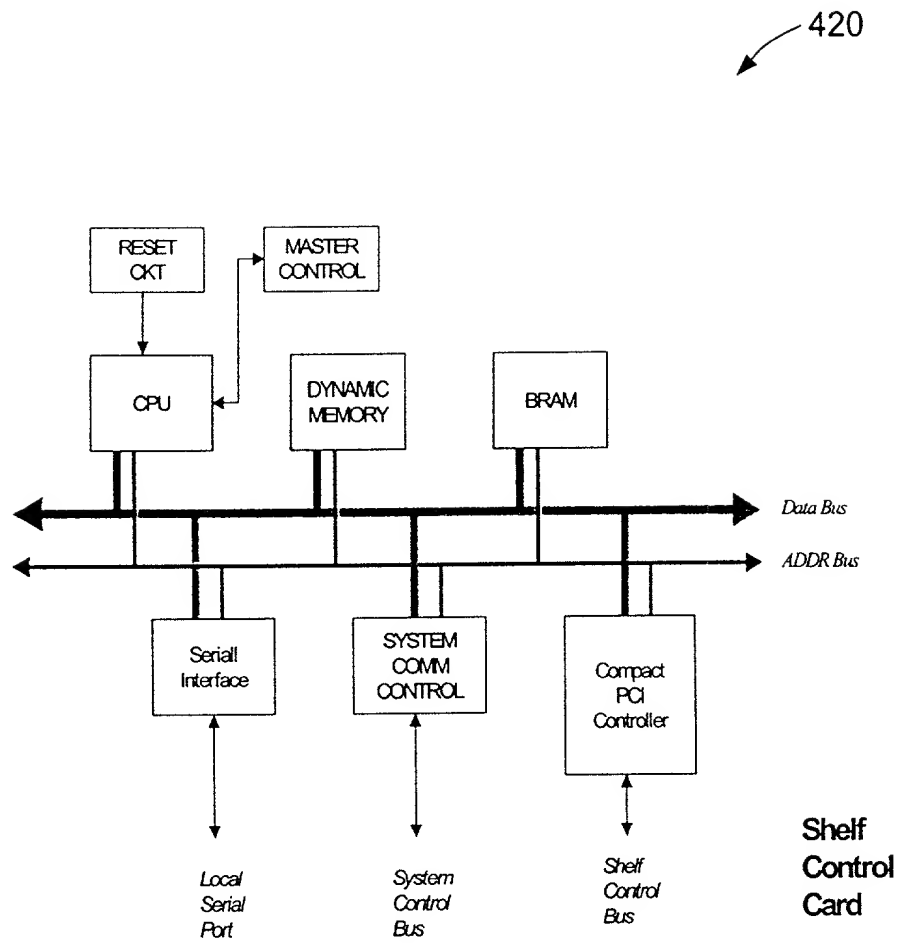 420
RESET
CKT
MASTER
CONTROL
CPU
DYNAMIC
MEMORY
BRAM
Data Bus
ADDR Bus
Seriall
Interface
SYSTEM
COMM
CONTROL
Compact
PCI
Controller
Local
Serial
Port
System
Control
Bus
Shelf
Control
Bus
Shelf
Control
Card